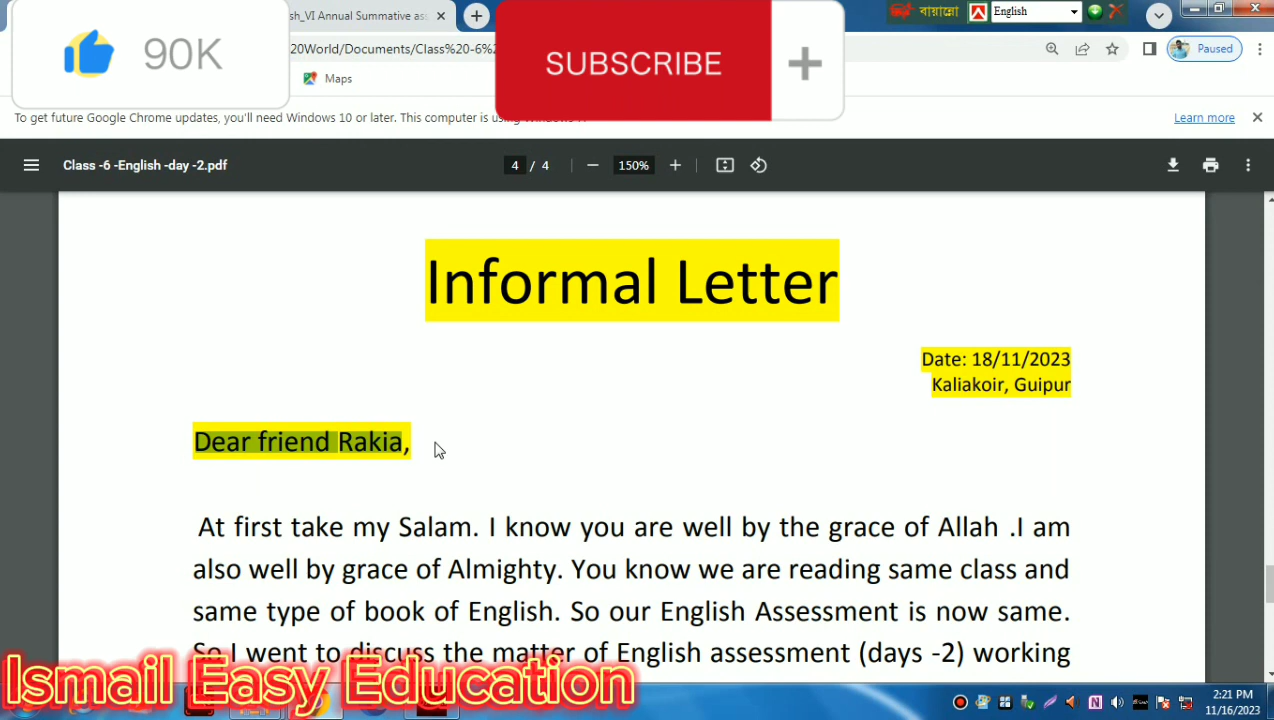 sh_VI Annual Summative ass
90K
SUBSCRIBE
বায়ান্নো
English
20World/Documents/Class%20-6%2
Paused
Maps
To get future Google Chrome updates, you'll need Windows 10 or later. This computer is using Windows 7.
Learn more
Class -6 -English -day -2.pdf
4 / 4
150%
Informal Letter
Date: 18/11/2023
Kaliakoir, Guipur
Dear friend Rakia,
At first take my Salam. I know you are well by the grace of Allah .I am
also well by grace of Almighty. You know we are reading same class and
same type of book of English. So our English Assessment is now same.
So I went to discuss the matter of English assessment (days -2) working
Ismail Easy Education
2:21 PM
11/16/2023